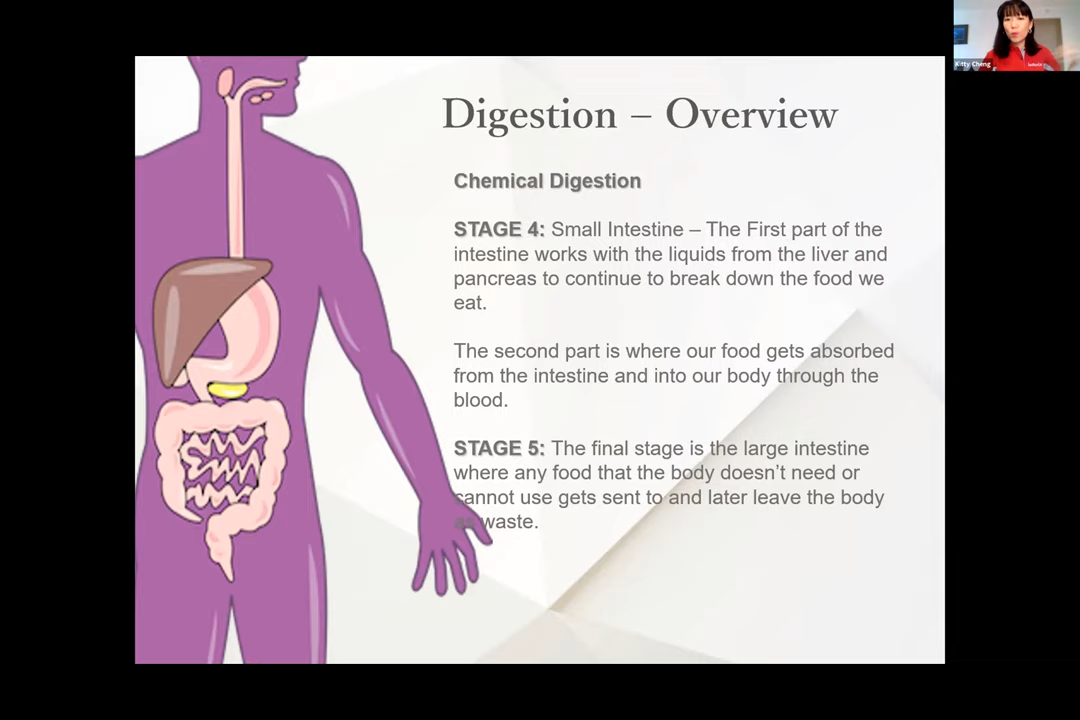 Kitty Cheng
Digestion – Overview
Chemical Digestion
STAGE 4: Small Intestine – The First part of the
intestine works with the liquids from the liver and
pancreas to continue to break down the food we
eat.
The second part is where our food gets absorbed
from the intestine and into our body through the
blood.
STAGE 5: The final stage is the large intestine
where any food that the body doesn’t need or
cannot use gets sent to and later leave the body
as waste.